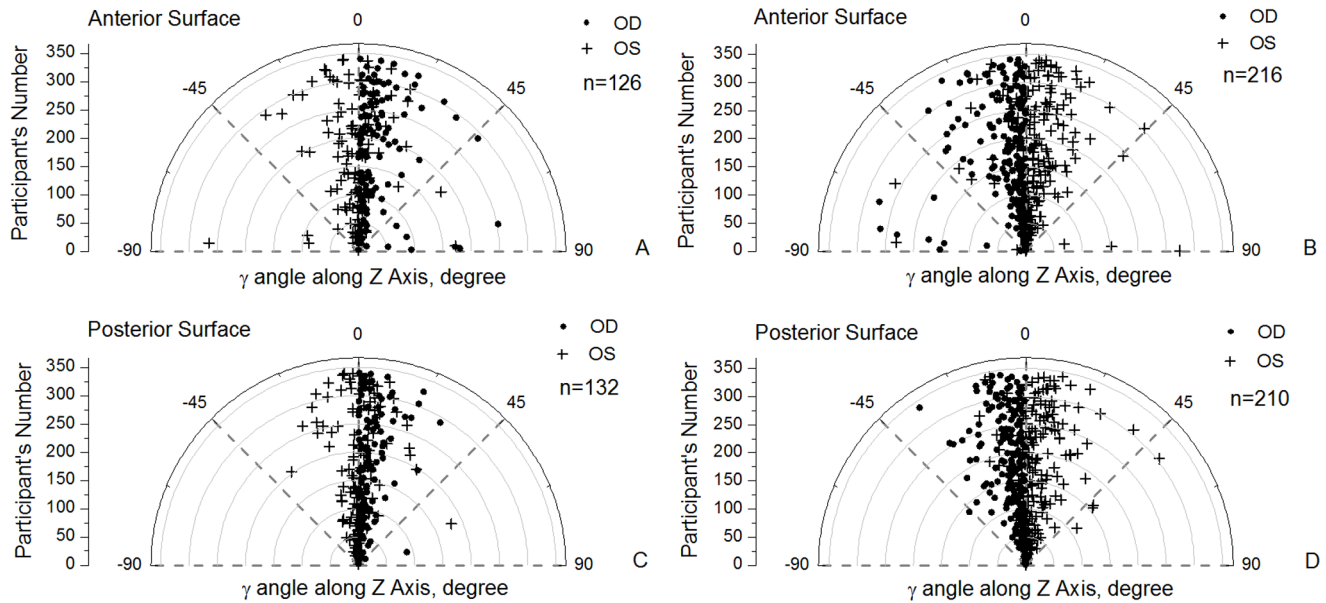 Anterior Surface
0
OD
OS
n=126
Participant's Number
350
300
250
200
150
100
50
0
-45
45
-90
90
γ angle along Z Axis, degree
A
Anterior Surface
0
OD
OS
n=216
Participant's Number
350
300
250
200
150
100
50
0
-45
45
-90
90
γ angle along Z Axis, degree
B
Posterior Surface
0
OD
OS
n=132
Participant's Number
350
300
250
200
150
100
50
0
-45
45
-90
90
γ angle along Z Axis, degree
C
Posterior Surface
0
OD
OS
n=210
Participant's Number
350
300
250
200
150
100
50
0
-45
45
-90
90
γ angle along Z Axis, degree
D